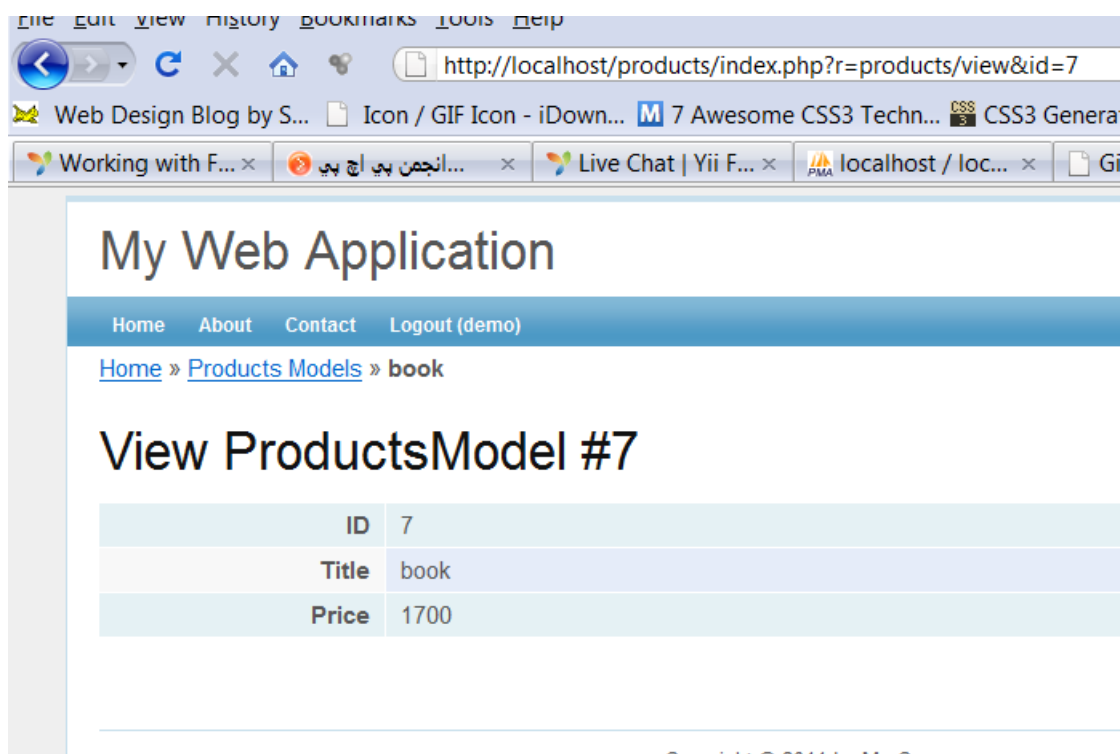 File Edit View History Bookmarks Tools Help
http://localhost/products/index.php?r=products/view&id=7
Web Design Blog by S... Icon / GIF Icon - iDown... 7 Awesome CSS3 Techn... CSS3 Genera
Working with F... انجمن پي اچ پي... Live Chat | Yii F... localhost / loc... Gi
My Web Application
Home About Contact Logout (demo)
Home » Products Models » book
View ProductsModel #7
ID 7
Title book
Price 1700